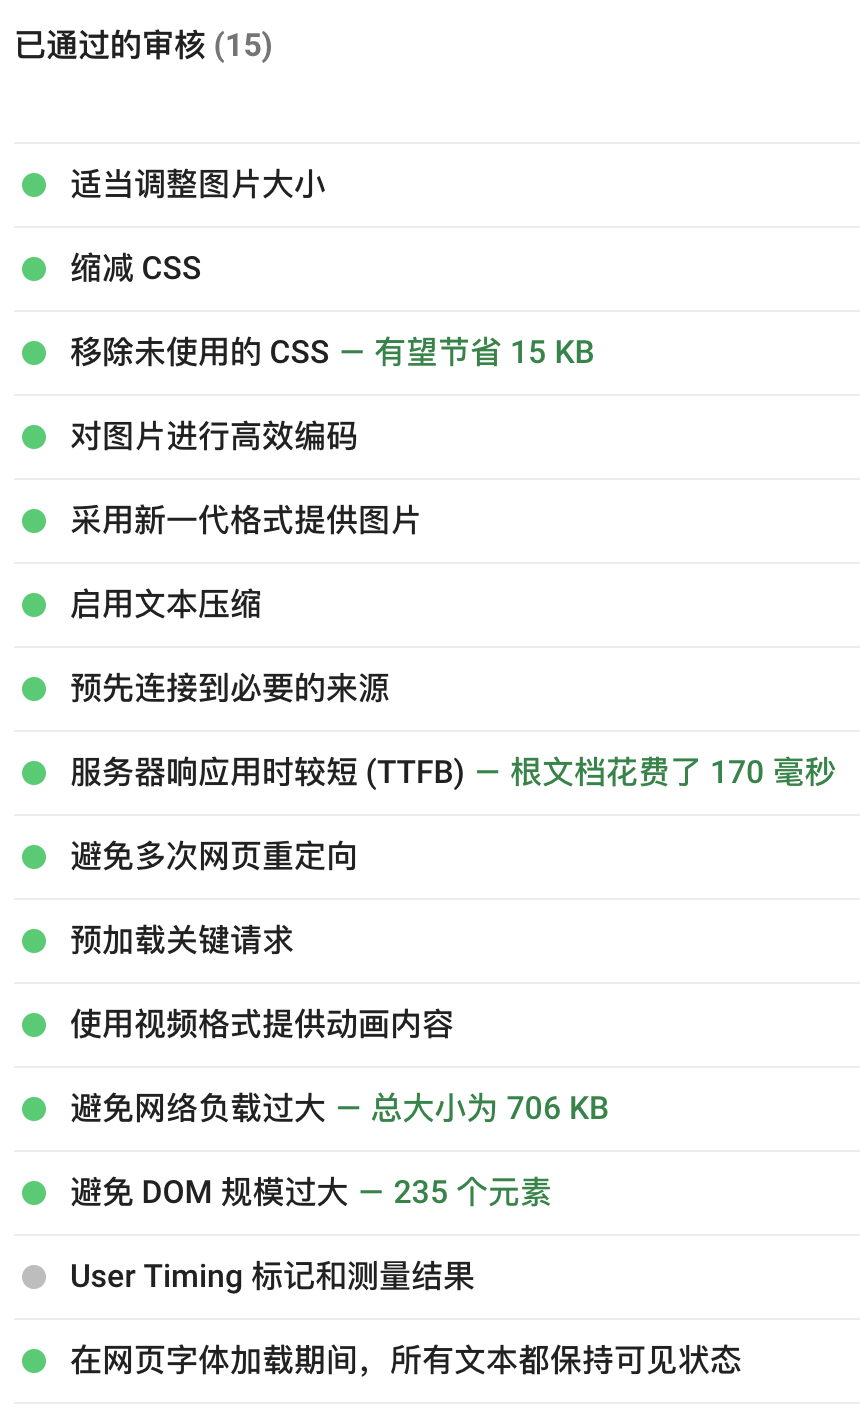 已通过的审核 (15)
适当调整图片大小
缩减 CSS
移除未使用的 CSS — 有望节省 15 KB
对图片进行高效编码
采用新一代格式提供图片
启用文本压缩
预先连接到必要的来源
服务器响应用时较短 (TTFB) — 根文档花费了 170 毫秒
避免多次网页重定向
预加载关键请求
使用视频格式提供动画内容
避免网络负载过大 — 总大小为 706 KB
避免 DOM 规模过大 — 235 个元素
User Timing 标记和测量结果
在网页字体加载期间，所有文本都保持可见状态